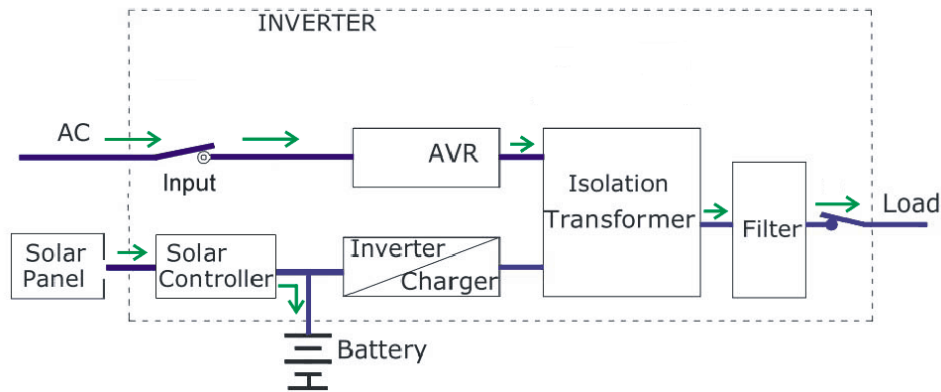 INVERTER
AC
Input
AVR
Isolation
Transformer
Filter
Load
Solar
Panel
Solar
Controller
Inverter
Charger
Battery